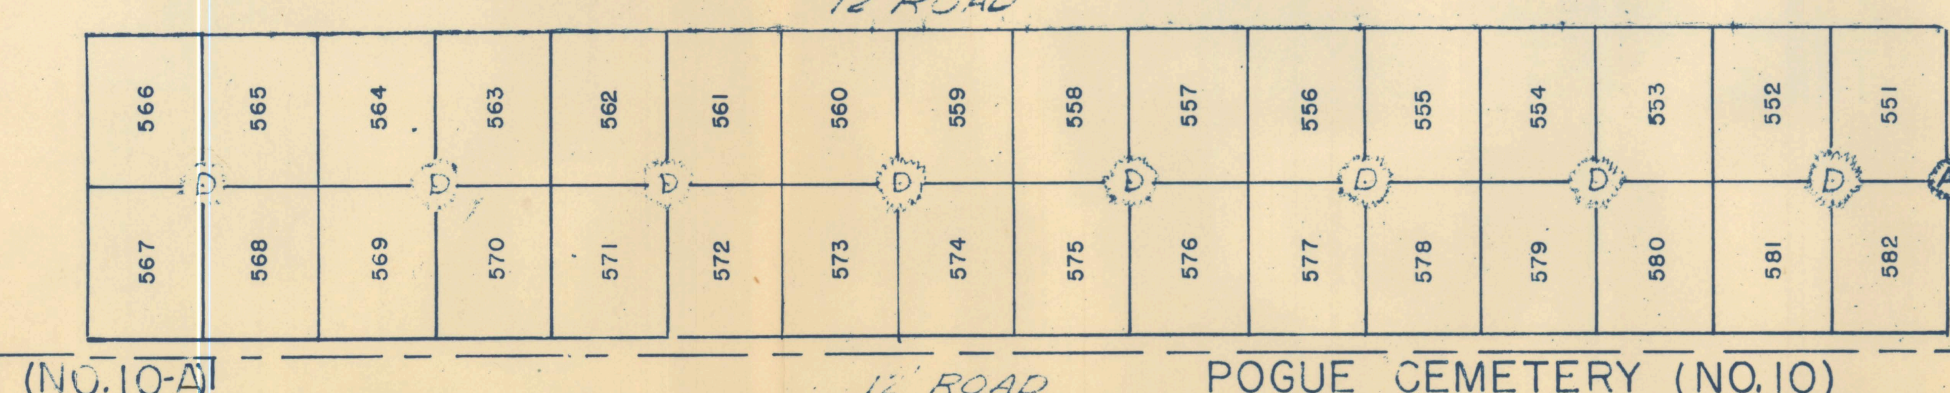 12' ROAD
566 565 564 563 562 561 560 559 558 557 556 555 554 553 552 551
D D D D D D D D A
567 568 569 570 571 572 573 574 575 576 577 578 579 580 581 582
(NO.10-A) 12' ROAD POGUE CEMETERY (NO.10)